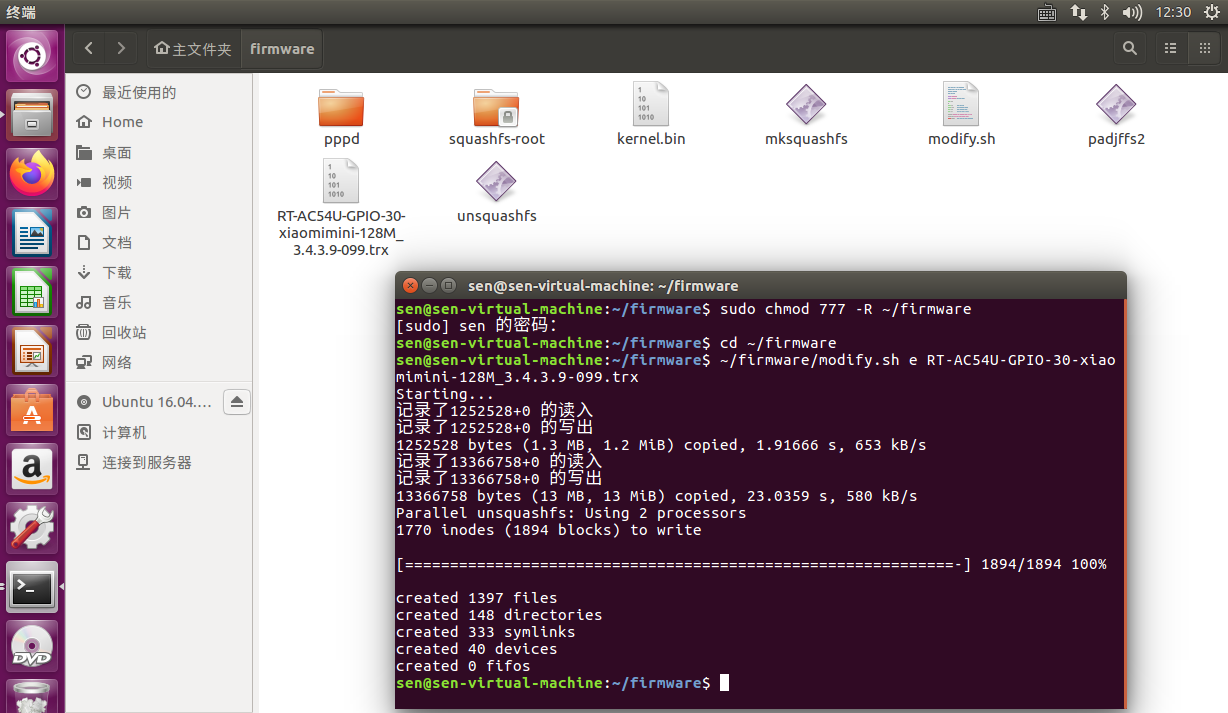 终端
12:30
主文件夹
firmware
最近使用的
Home
桌面
视频
图片
文档
下载
音乐
回收站
网络
Ubuntu 16.04....
计算机
连接到服务器
pppd
squashfs-root
kernel.bin
mksquashfs
modify.sh
padjffs2
RT-AC54U-GPIO-30-
xiaomimini-128M_
3.4.3.9-099.trx
unsquashfs
sen@sen-virtual-machine: ~/firmware
sen@sen-virtual-machine:~/firmware$ sudo chmod 777 -R ~/firmware
[sudo] sen 的密码：
sen@sen-virtual-machine:~/firmware$ cd ~/firmware
sen@sen-virtual-machine:~/firmware$ ~/firmware/modify.sh e RT-AC54U-GPIO-30-xiao
mimini-128M_3.4.3.9-099.trx
Starting...
记录了1252528+0 的读入
记录了1252528+0 的写出
1252528 bytes (1.3 MB, 1.2 MiB) copied, 1.91666 s, 653 kB/s
记录了13366758+0 的读入
记录了13366758+0 的写出
13366758 bytes (13 MB, 13 MiB) copied, 23.0359 s, 580 kB/s
Parallel unsquashfs: Using 2 processors
1770 inodes (1894 blocks) to write
[=============================================================-] 1894/1894 100%
created 1397 files
created 148 directories
created 333 symlinks
created 40 devices
created 0 fifos
sen@sen-virtual-machine:~/firmware$